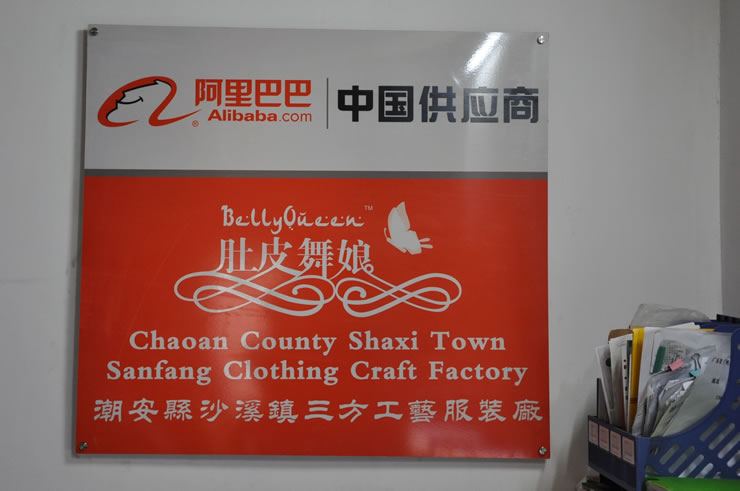 阿里巴巴 中国供应商
Alibaba.com
BellyQueen™
肚皮舞娘
Chaoan County Shaxi Town
Sanfang Clothing Craft Factory
潮安縣沙溪鎮三方工藝服裝廠